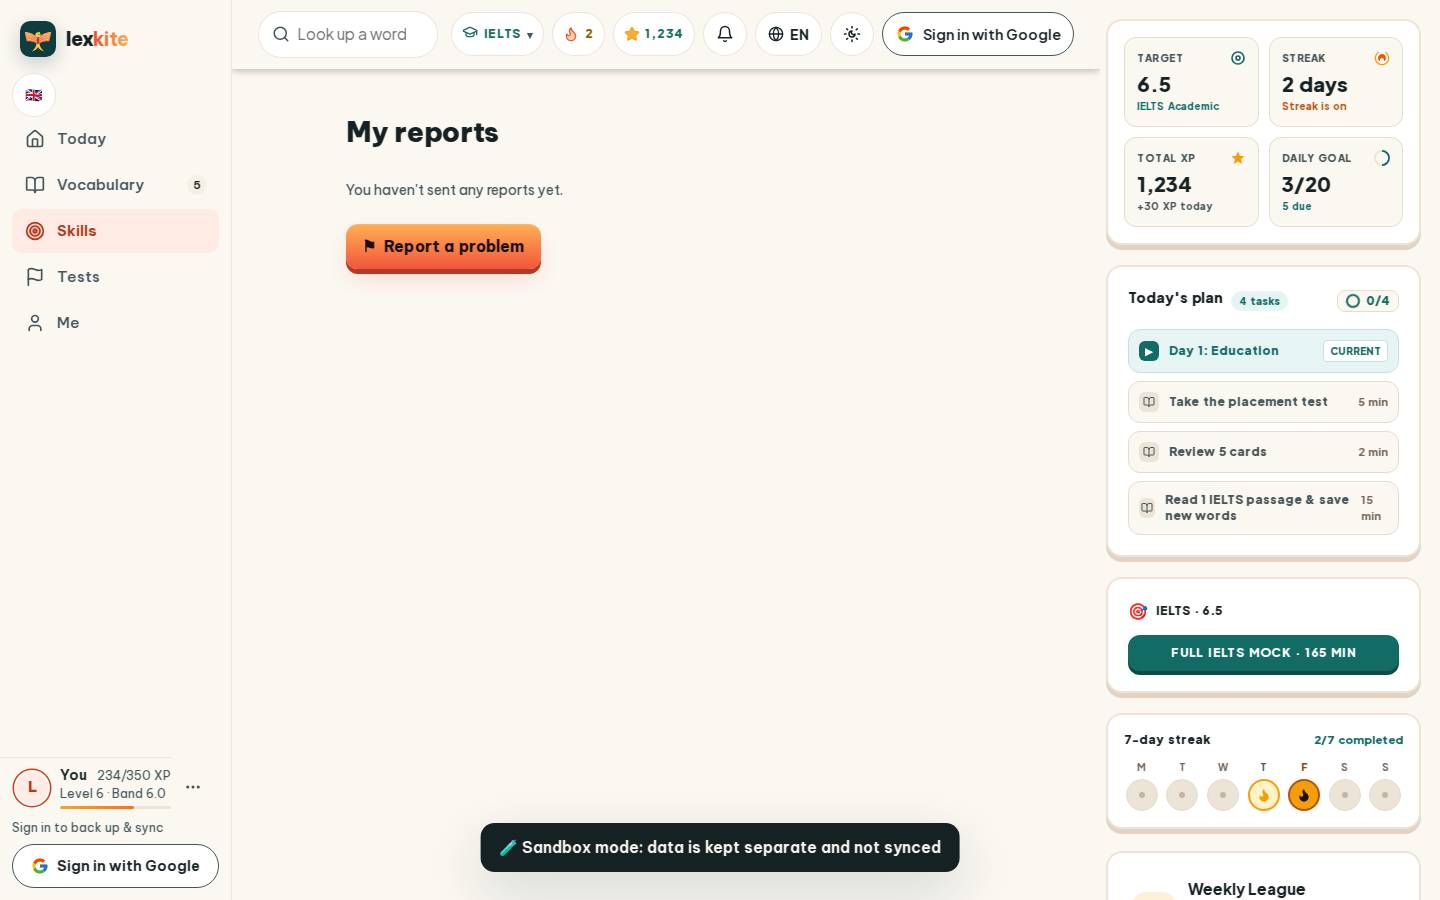 lexkite
Today
Vocabulary 5
Skills
Tests
Me
You 234/350 XP
Level 6 · Band 6.0
L
Sign in to back up & sync
Sign in with Google
Look up a word
IELTS ▾
2
1,234
EN
Sign in with Google
My reports
You haven't sent any reports yet.
⚑ Report a problem
🧪 Sandbox mode: data is kept separate and not synced
TARGET
6.5
IELTS Academic
STREAK
2 days
Streak is on
TOTAL XP
1,234
+30 XP today
DAILY GOAL
3/20
5 due
Today's plan 4 tasks 0/4
Day 1: Education CURRENT
Take the placement test 5 min
Review 5 cards 2 min
Read 1 IELTS passage & save
new words
15
min
🎯 IELTS · 6.5
FULL IELTS MOCK · 165 MIN
7-day streak 2/7 completed
M T W T F S S
Weekly League